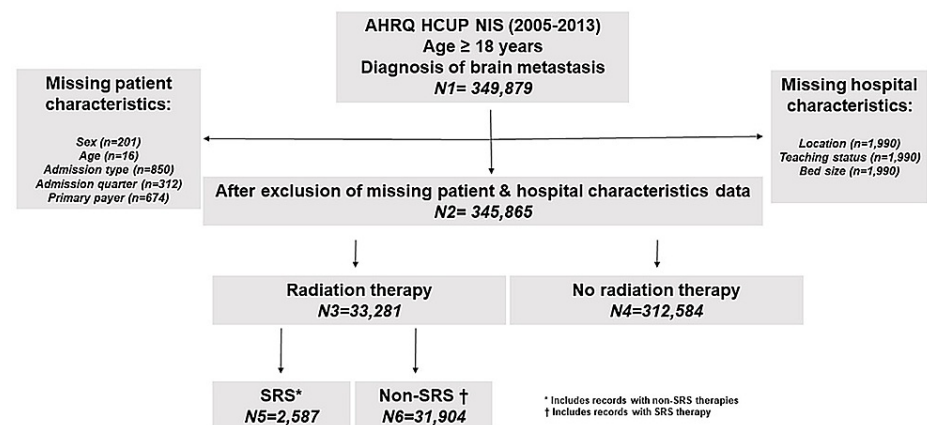 AHRQ HCUP NIS (2005-2013)
Age ≥ 18 years
Diagnosis of brain metastasis
N1= 349,879
Missing patient
characteristics:
Sex (n=201)
Age (n=16)
Admission type (n=850)
Admission quarter (n=312)
Primary payer (n=674)
Missing hospital
characteristics:
Location (n=1,990)
Teaching status (n=1,990)
Bed size (n=1,990)
After exclusion of missing patient & hospital characteristics data
N2= 345,865
Radiation therapy
N3=33,281
No radiation therapy
N4=312,584
SRS*
N5=2,587
Non-SRS †
N6=31,904
* Includes records with non-SRS therapies
† Includes records with SRS therapy